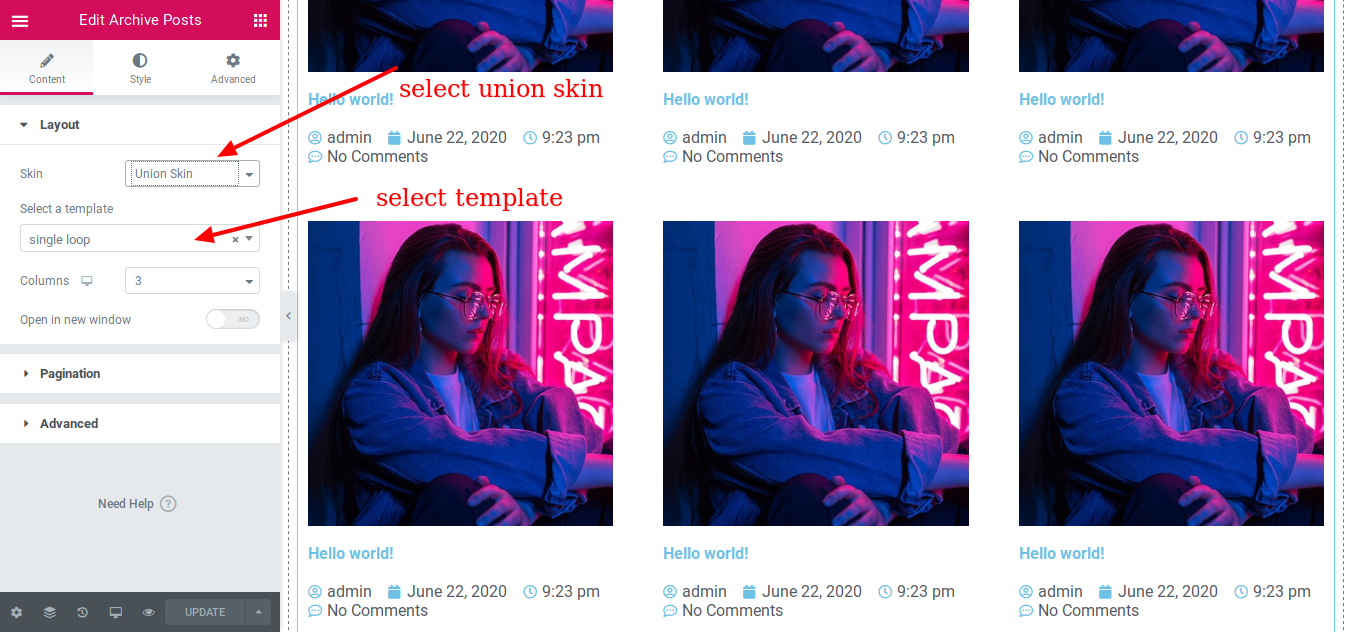 Edit Archive Posts
Content
Style
Advanced
Layout
Skin
Union Skin
Select a template
single loop
×
Columns
3
Open in new window
NO
Pagination
Advanced
Need Help ?
UPDATE
select union skin
select template
Hello world!
admin June 22, 2020 9:23 pm
No Comments
Hello world!
admin June 22, 2020 9:23 pm
No Comments
Hello world!
admin June 22, 2020 9:23 pm
No Comments
Hello world!
admin June 22, 2020 9:23 pm
No Comments
Hello world!
admin June 22, 2020 9:23 pm
No Comments
Hello world!
admin June 22, 2020 9:23 pm
No Comments